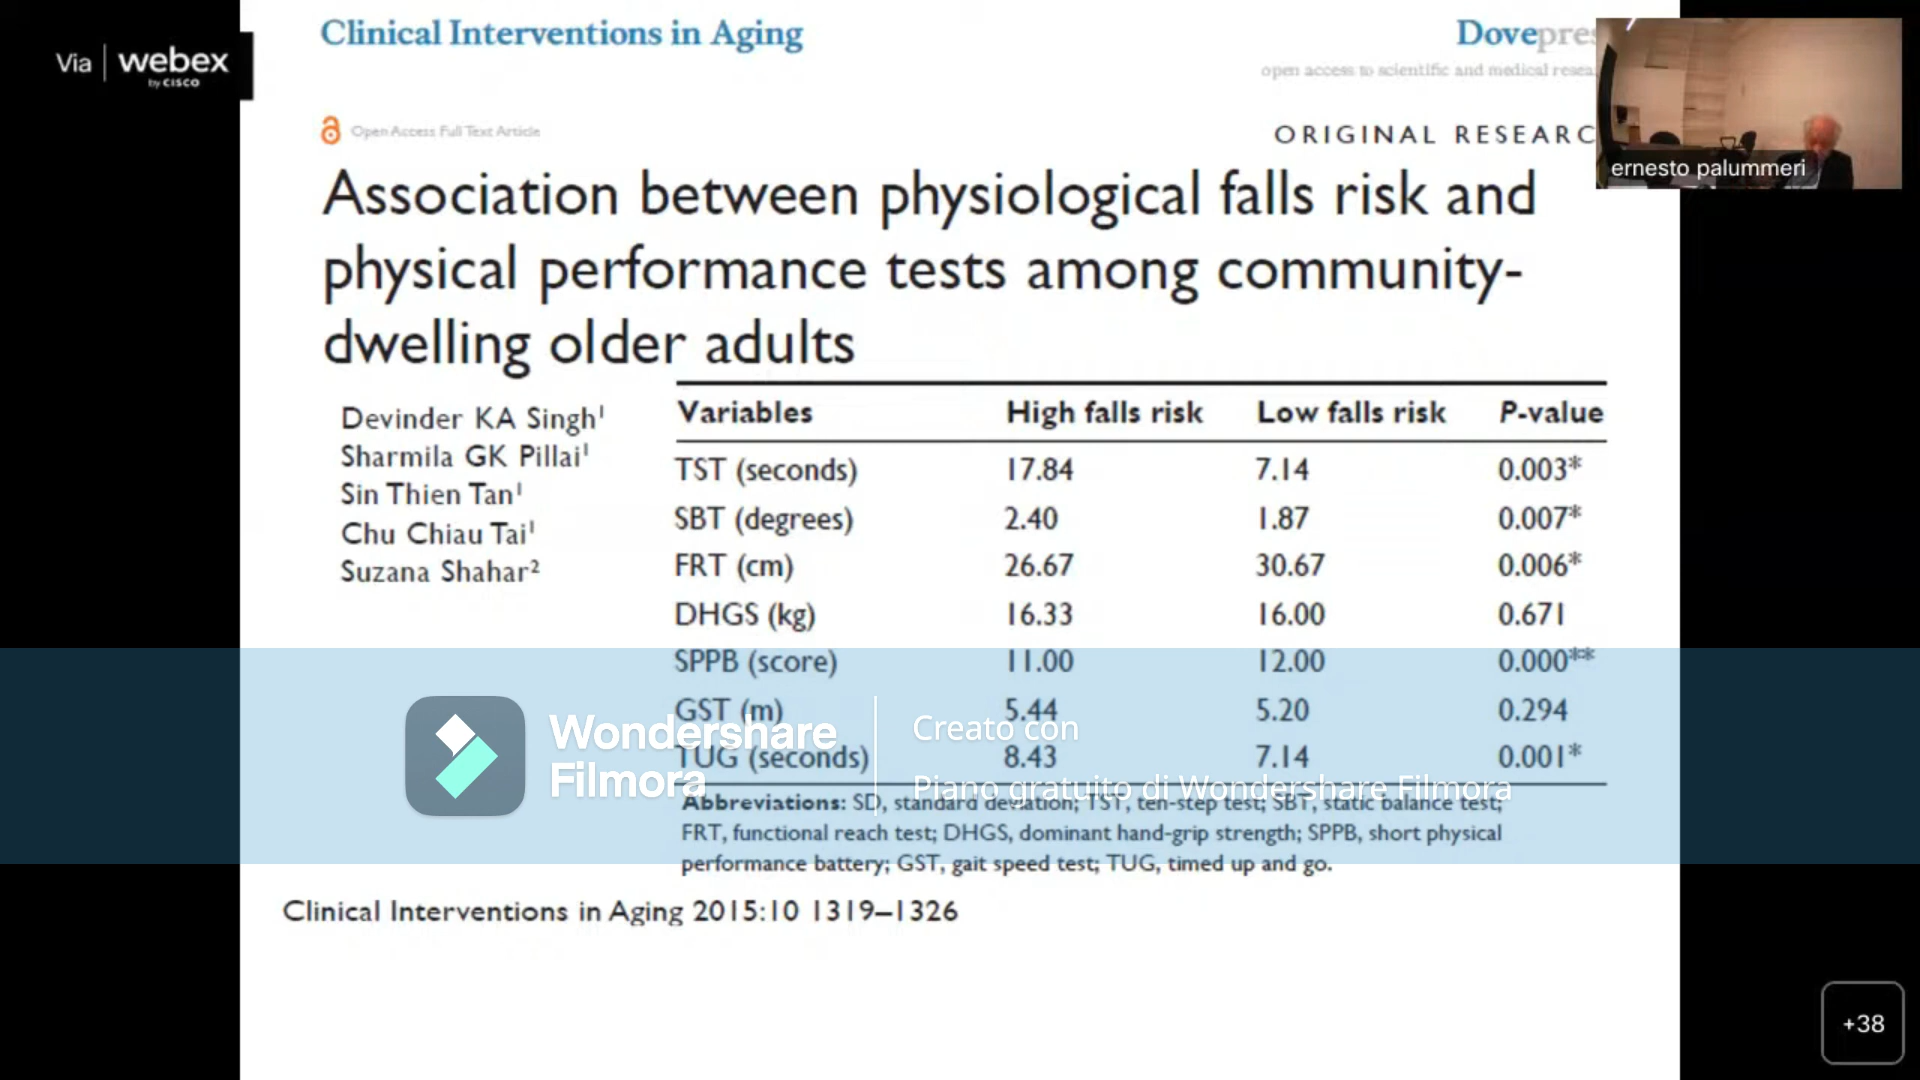 Via | webex
by CISCO
Clinical Interventions in Aging
Dovepres
open access to scientific and medical resea
Open Access Full Text Article
ORIGINAL RESEARC
ernesto palummeri
Association between physiological falls risk and
physical performance tests among community-
dwelling older adults
Devinder KA Singh¹
Sharmila GK Pillai¹
Sin Thien Tan¹
Chu Chiau Tai¹
Suzana Shahar²
Variables High falls risk Low falls risk P-value
TST (seconds) 17.84 7.14 0.003*
SBT (degrees) 2.40 1.87 0.007*
FRT (cm) 26.67 30.67 0.006*
DHGS (kg) 16.33 16.00 0.671
SPPB (score) 11.00 12.00 0.000**
GST (m) 5.44 5.20 0.294
TUG (seconds) 8.43 7.14 0.001*
Wondershare
Filmora
Creato con
Piano gratuito di Wondershare Filmora
Abbreviations: SD, standard deviation; TST, ten-step test; SBT, static balance test;
FRT, functional reach test; DHGS, dominant hand-grip strength; SPPB, short physical
performance battery; GST, gait speed test; TUG, timed up and go.
Clinical Interventions in Aging 2015:10 1319–1326
+38